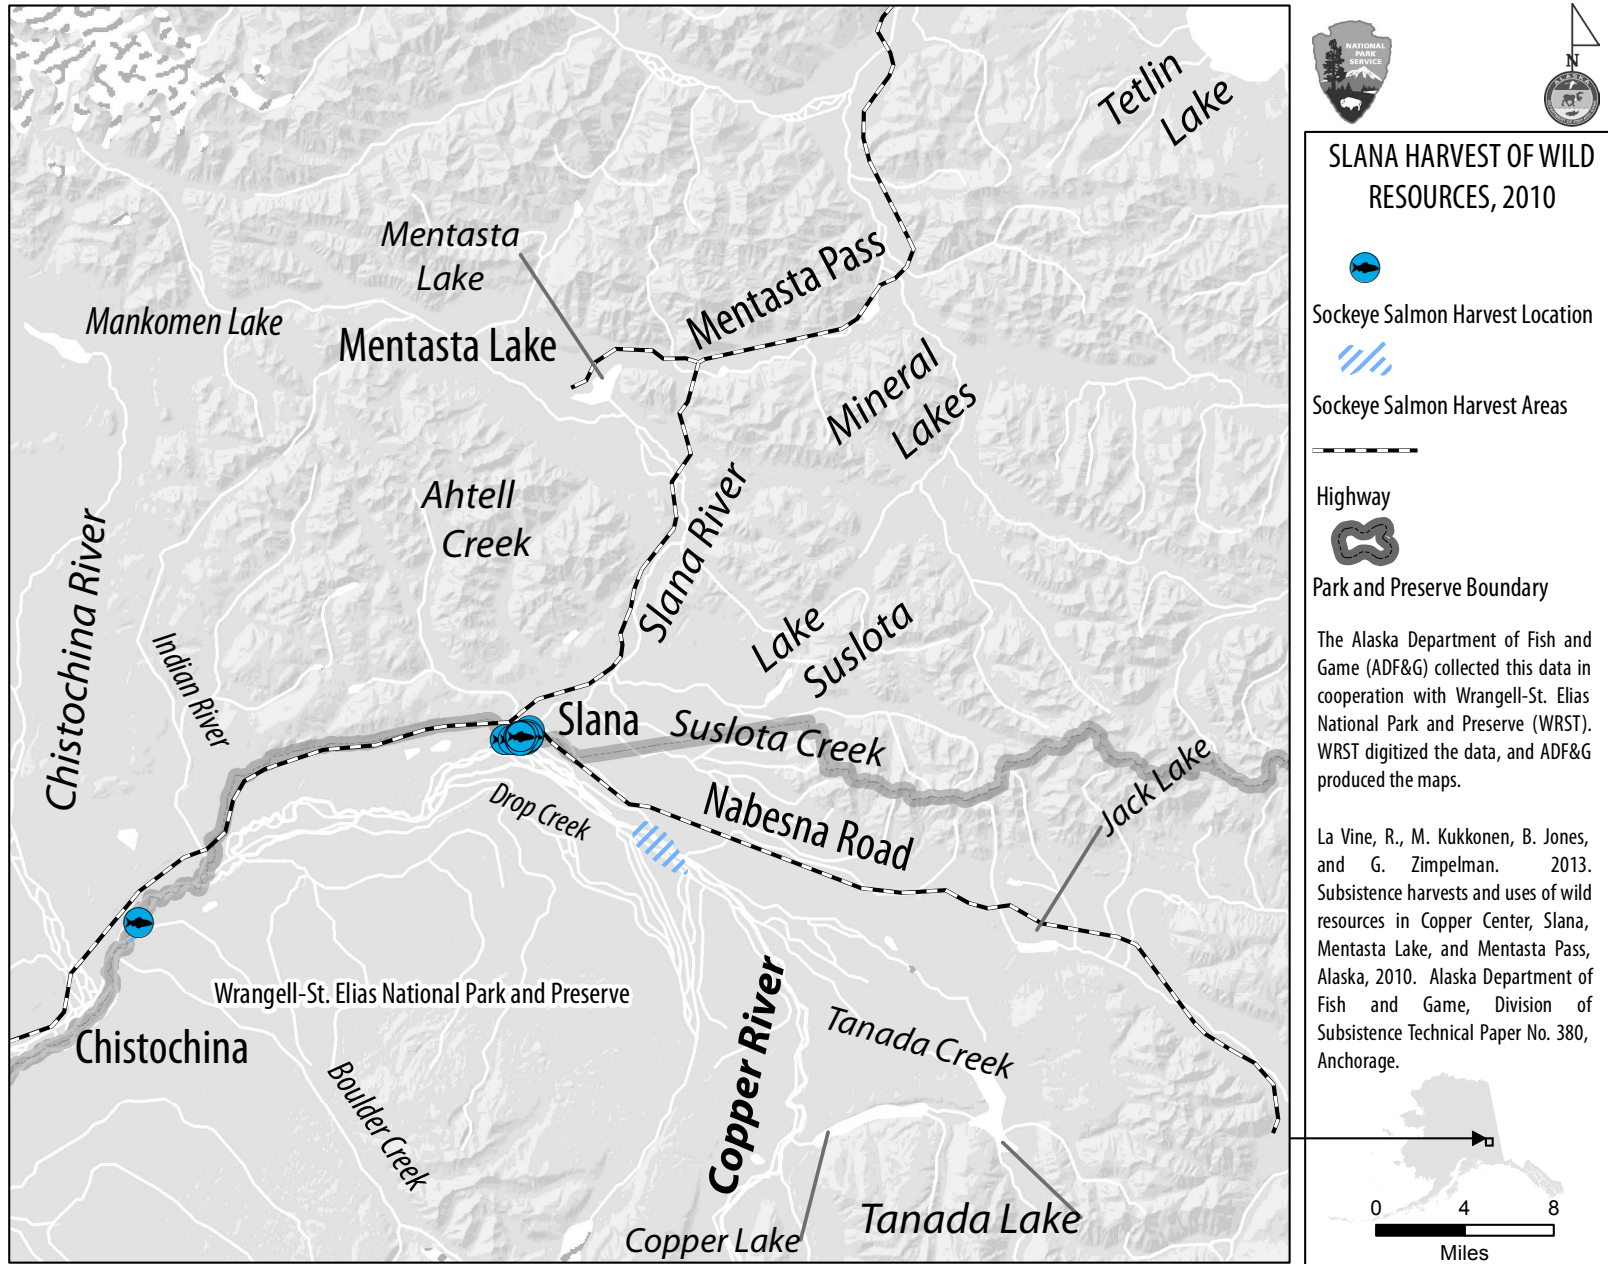 Tetlin
Lake
Mentasta
Lake
Mentasta Pass
Mankomen Lake
Mentasta Lake
Mineral
Lakes
Ahtell
Creek
Slana River
Chistochina River
Indian River
Lake
Suslota
Slana
Suslota Creek
Jack Lake
Drop Creek
Nabesna Road
Wrangell-St. Elias National Park and Preserve
Copper River
Tanada Creek
Chistochina
Boulder Creek
Tanada Lake
Copper Lake
NATIONAL
PARK
SERVICE
N
ALASKA
SLANA HARVEST OF WILD
RESOURCES, 2010
Sockeye Salmon Harvest Location
Sockeye Salmon Harvest Areas
Highway
Park and Preserve Boundary
The Alaska Department of Fish and
Game (ADF&G) collected this data in
cooperation with Wrangell-St. Elias
National Park and Preserve (WRST).
WRST digitized the data, and ADF&G
produced the maps.
La Vine, R., M. Kukkonen, B. Jones,
and G. Zimpelman. 2013.
Subsistence harvests and uses of wild
resources in Copper Center, Slana,
Mentasta Lake, and Mentasta Pass,
Alaska, 2010. Alaska Department of
Fish and Game, Division of
Subsistence Technical Paper No. 380,
Anchorage.
0 4 8
Miles